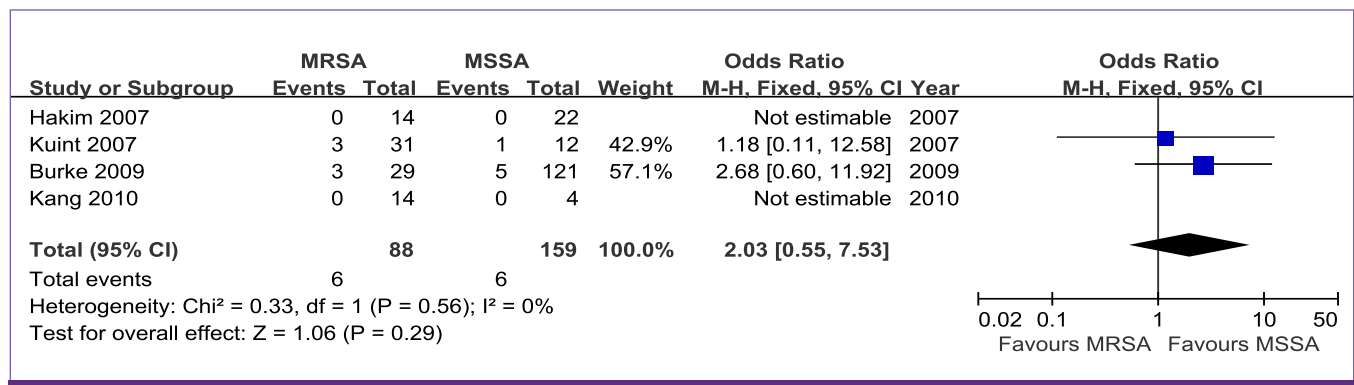 MRSA MSSA Odds Ratio Odds Ratio
Study or Subgroup Events Total Events Total Weight M-H, Fixed, 95% CI Year M-H, Fixed, 95% CI
Hakim 2007 0 14 0 22 Not estimable 2007
Kuint 2007 3 31 1 12 42.9% 1.18 [0.11, 12.58] 2007
Burke 2009 3 29 5 121 57.1% 2.68 [0.60, 11.92] 2009
Kang 2010 0 14 0 4 Not estimable 2010
Total (95% CI) 88 159 100.0% 2.03 [0.55, 7.53]
Total events 6 6
Heterogeneity: Chi² = 0.33, df = 1 (P = 0.56); I² = 0%
Test for overall effect: Z = 1.06 (P = 0.29)
0.02 0.1 1 10 50
Favours MRSA Favours MSSA